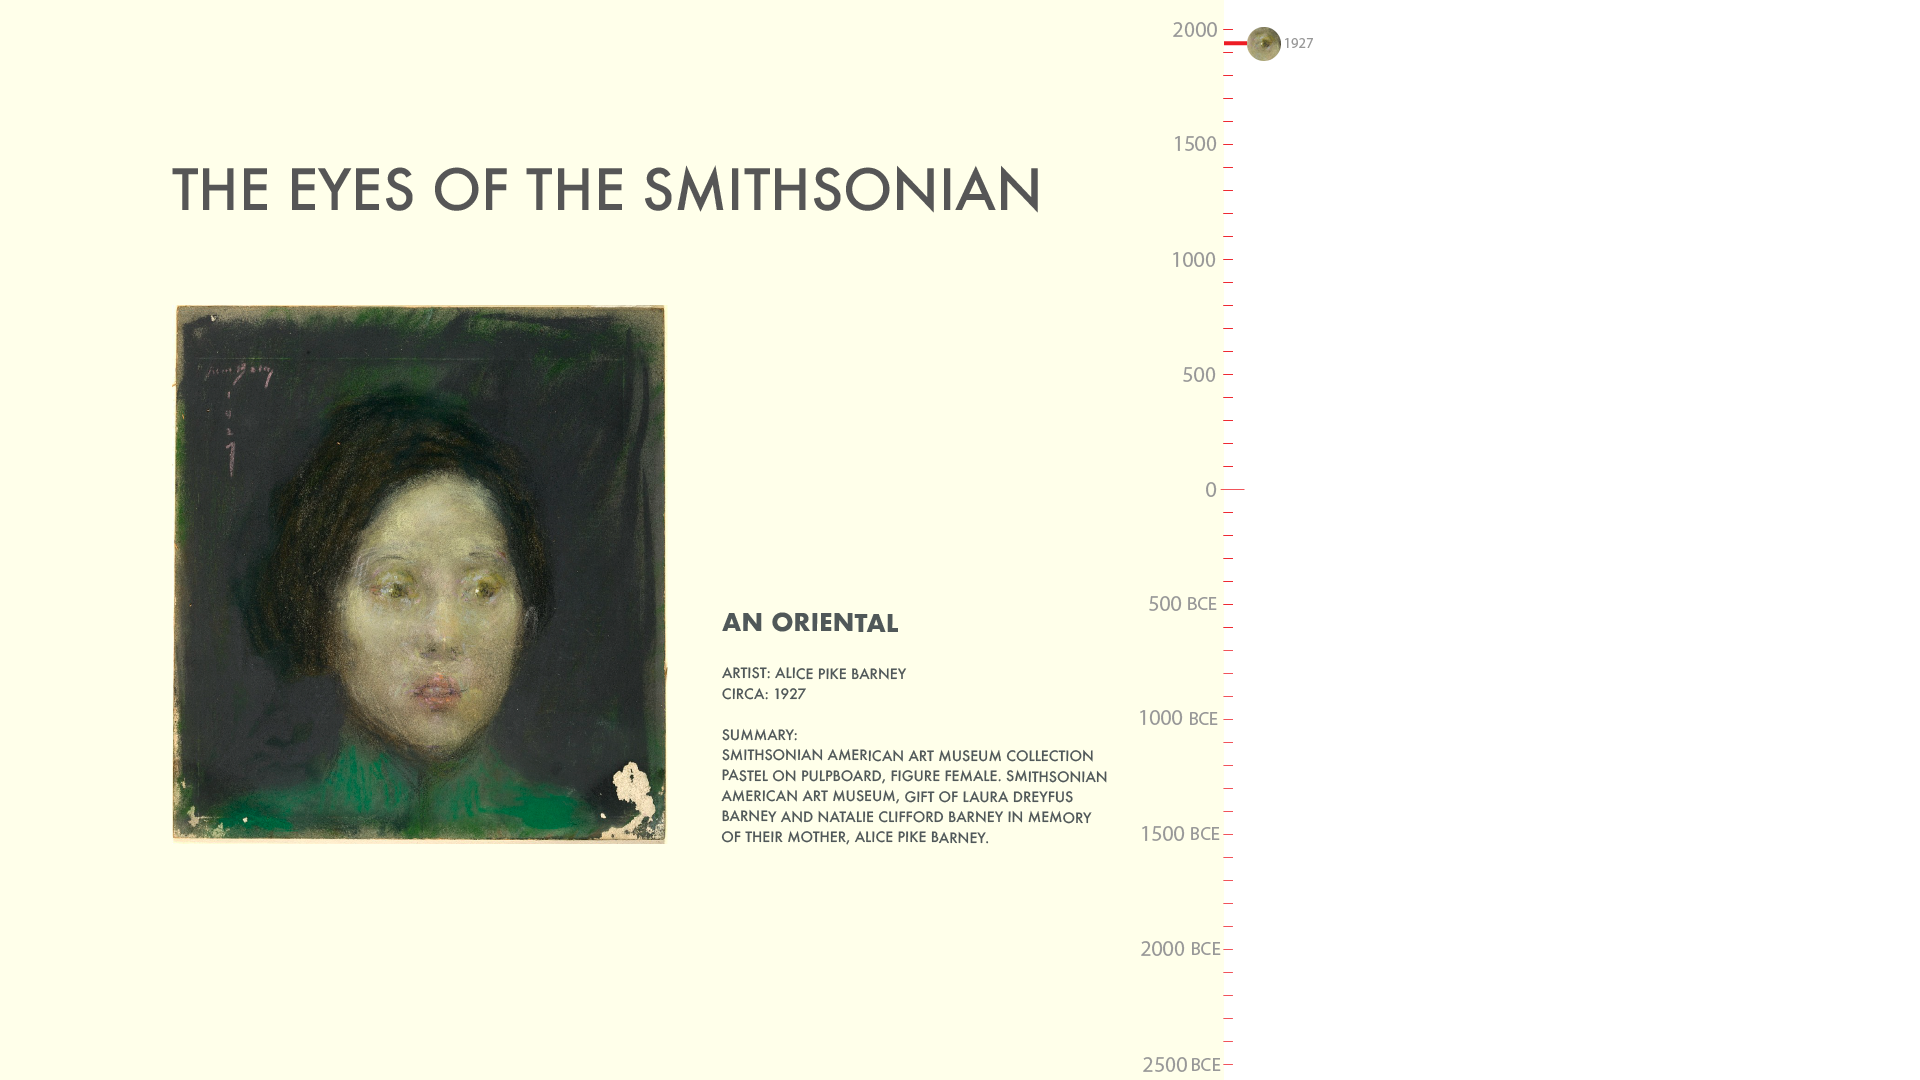 THE EYES OF THE SMITHSONIAN
AN ORIENTAL
ARTIST: ALICE PIKE BARNEY
CIRCA: 1927
SUMMARY:
SMITHSONIAN AMERICAN ART MUSEUM COLLECTION
PASTEL ON PULPBOARD, FIGURE FEMALE. SMITHSONIAN
AMERICAN ART MUSEUM, GIFT OF LAURA DREYFUS
BARNEY AND NATALIE CLIFFORD BARNEY IN MEMORY
OF THEIR MOTHER, ALICE PIKE BARNEY.
2000
1927
1500
1000
500
0
500 BCE
1000 BCE
1500 BCE
2000 BCE
2500 BCE